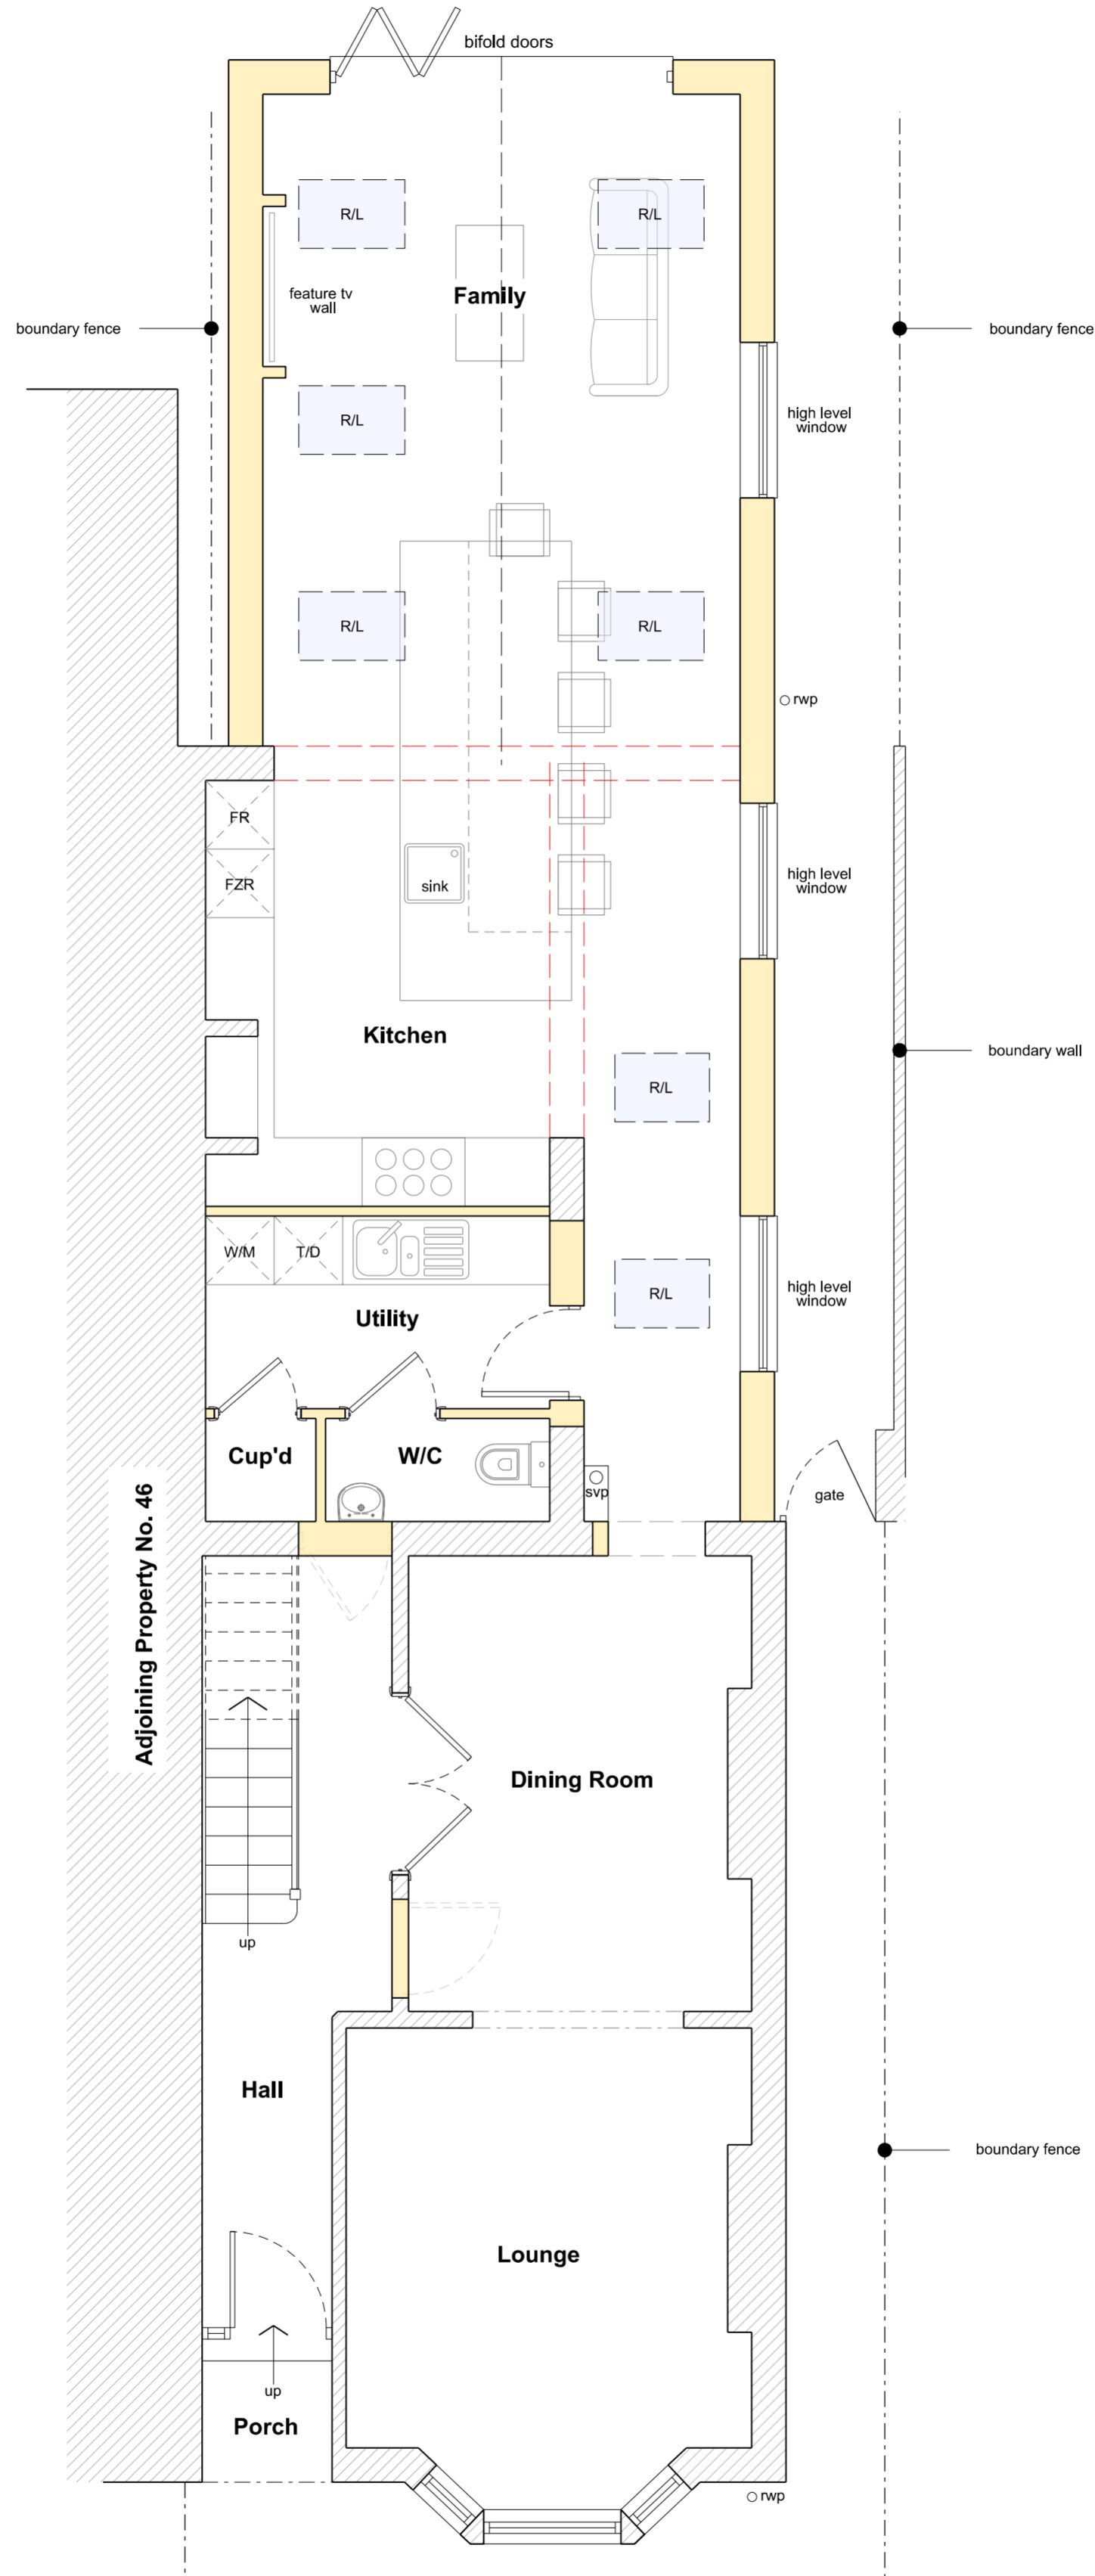 bifold doors
R/L
R/L
feature tv
wall
Family
boundary fence
boundary fence
R/L
high level
window
R/L
R/L
rwp
FR
FZR
sink
high level
window
Kitchen
boundary wall
R/L
W/M
T/D
Utility
R/L
high level
window
Cup'd
W/C
svp
gate
Adjoining Property No. 46
Dining Room
up
Hall
boundary fence
Lounge
up
Porch
rwp